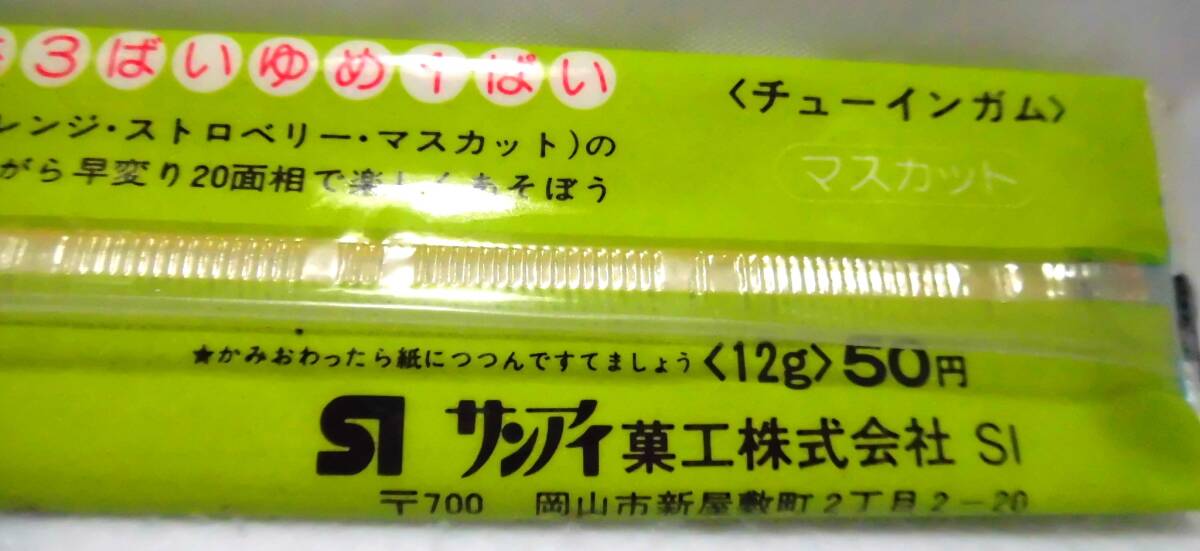 3ばいゆめ1ぱい
〈チューインガム〉
レンジ・ストロベリー・マスカット)の
がら早変り20面相で楽しくあそぼう
マスカット
★かみおわったら紙につつんですてましょう〈12g〉50円
SI サンアイ菓工株式会社 SI
〒700 岡山市新屋敷町2丁目2-20